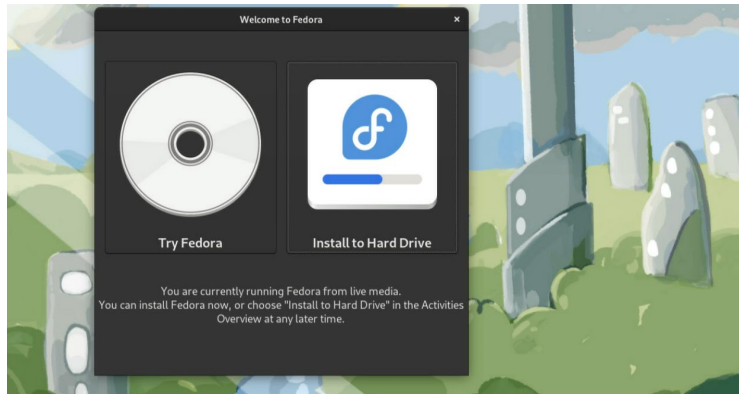 Welcome to Fedora
Try Fedora
Install to Hard Drive
You are currently running Fedora from live media.
You can install Fedora now, or choose "Install to Hard Drive" in the Activities
Overview at any later time.